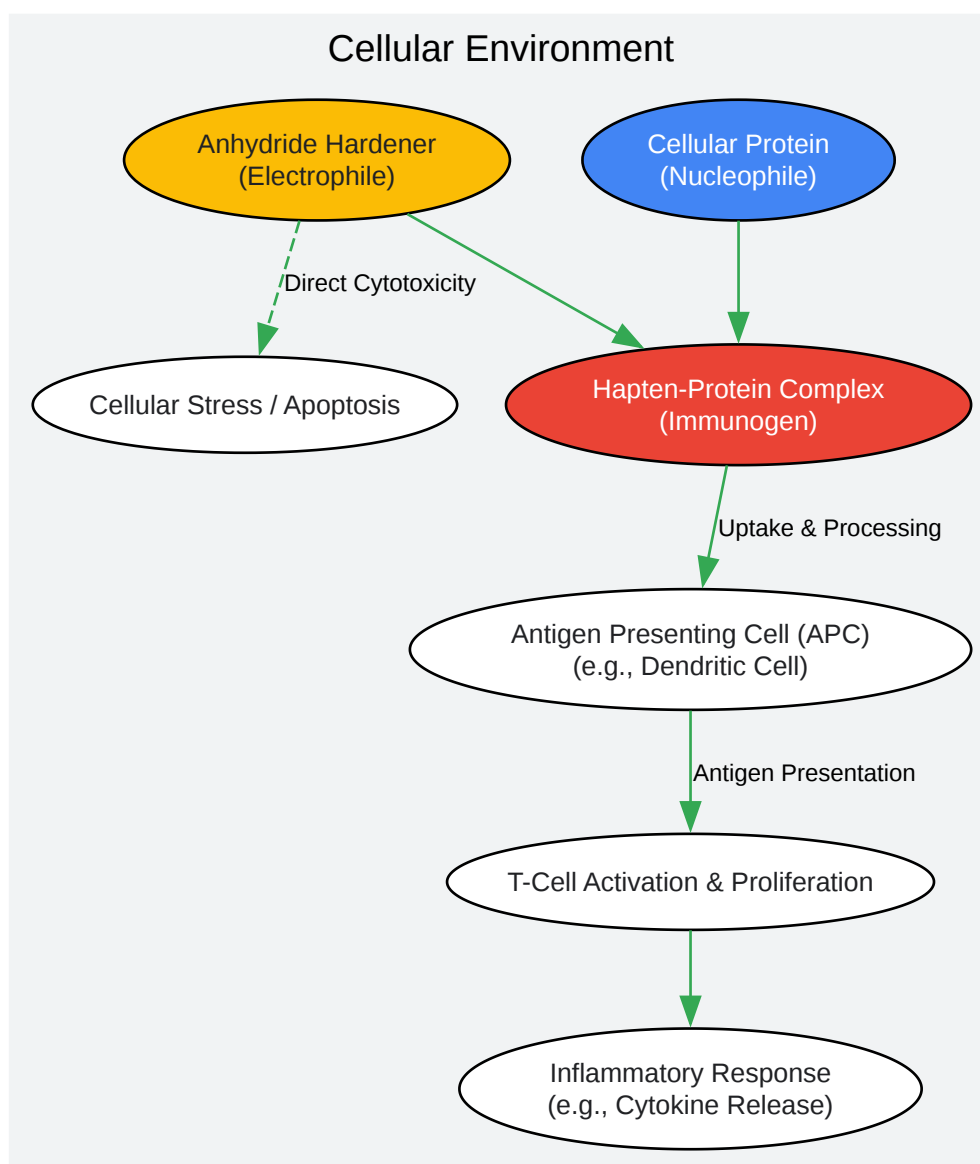 Cellular Environment
Anhydride Hardener
(Electrophile)
Cellular Protein
(Nucleophile)
Direct Cytotoxicity
Cellular Stress / Apoptosis
Hapten-Protein Complex
(Immunogen)
Uptake & Processing
Antigen Presenting Cell (APC)
(e.g., Dendritic Cell)
Antigen Presentation
T-Cell Activation & Proliferation
Inflammatory Response
(e.g., Cytokine Release)